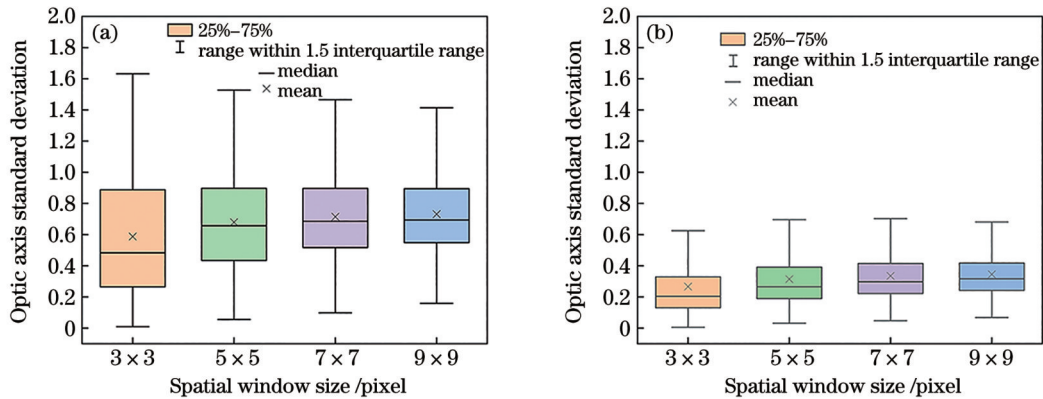 (a)
25%–75%
range within 1.5 interquartile range
median
mean
Optic axis standard deviation
2.0
1.8
1.6
1.4
1.2
1.0
0.8
0.6
0.4
0.2
0
3×3
5×5
7×7
9×9
Spatial window size /pixel
(b)
25%–75%
range within 1.5 interquartile range
median
mean
Optic axis standard deviation
2.0
1.8
1.6
1.4
1.2
1.0
0.8
0.6
0.4
0.2
0
3×3
5×5
7×7
9×9
Spatial window size /pixel